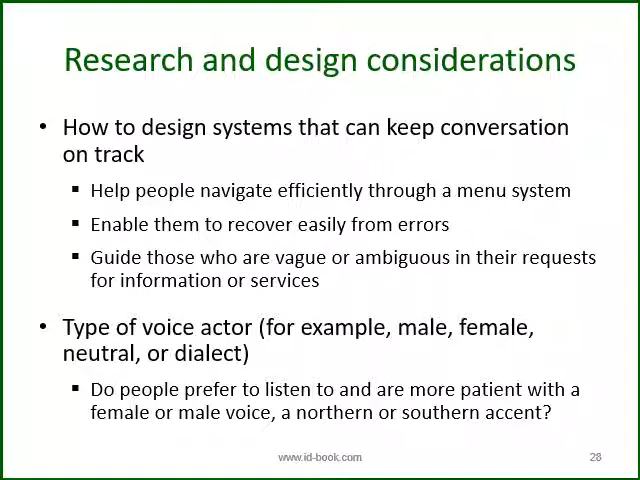 Research and design considerations
• How to design systems that can keep conversation
on track
▪ Help people navigate efficiently through a menu system
▪ Enable them to recover easily from errors
▪ Guide those who are vague or ambiguous in their requests
for information or services
• Type of voice actor (for example, male, female,
neutral, or dialect)
▪ Do people prefer to listen to and are more patient with a
female or male voice, a northern or southern accent?
www.id-book.com
28